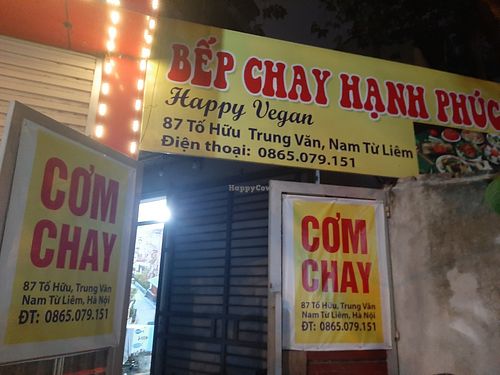 BẾP CHAY HẠNH PHÚC
Happy Vegan
87 Tố Hữu Trung Văn, Nam Từ Liêm
Điện thoại: 0865.079.151
CƠM
CHAY
87 Tố Hữu, Trung Văn
Nam Từ Liêm, Hà Nội
ĐT: 0865.079.151
CƠM
CHAY
87 Tố Hữu, Trung Văn
Nam Từ Liêm, Hà Nội
ĐT: 0865.079.151